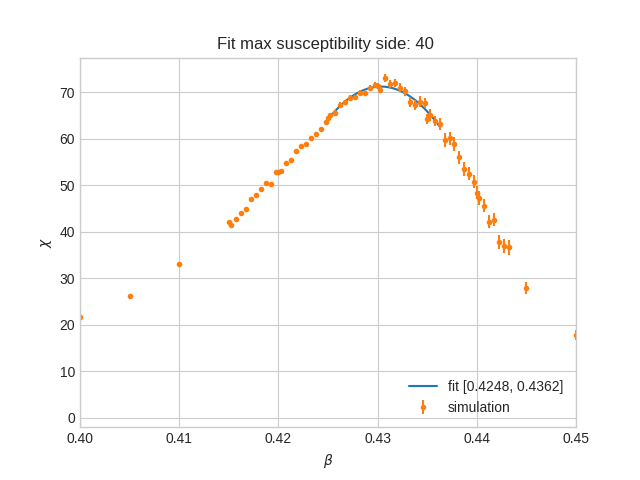 Fit max susceptibility side: 40
χ
70
60
50
40
30
20
10
0
fit [0.4248, 0.4362]
simulation
0.40 0.41 0.42 0.43 0.44 0.45
β